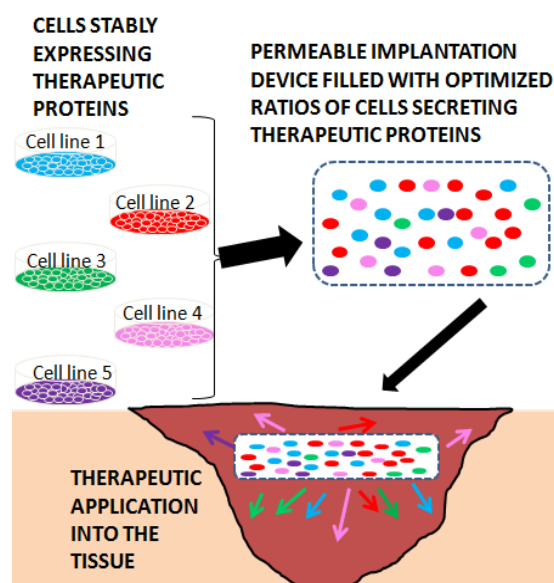 CELLS STABLY
EXPRESSING
THERAPEUTIC
PROTEINS
PERMEABLE IMPLANTATION
DEVICE FILLED WITH OPTIMIZED
RATIOS OF CELLS SECRETING
THERAPEUTIC PROTEINS
Cell line 1
Cell line 2
Cell line 3
Cell line 4
Cell line 5
THERAPEUTIC
APPLICATION
INTO THE
TISSUE